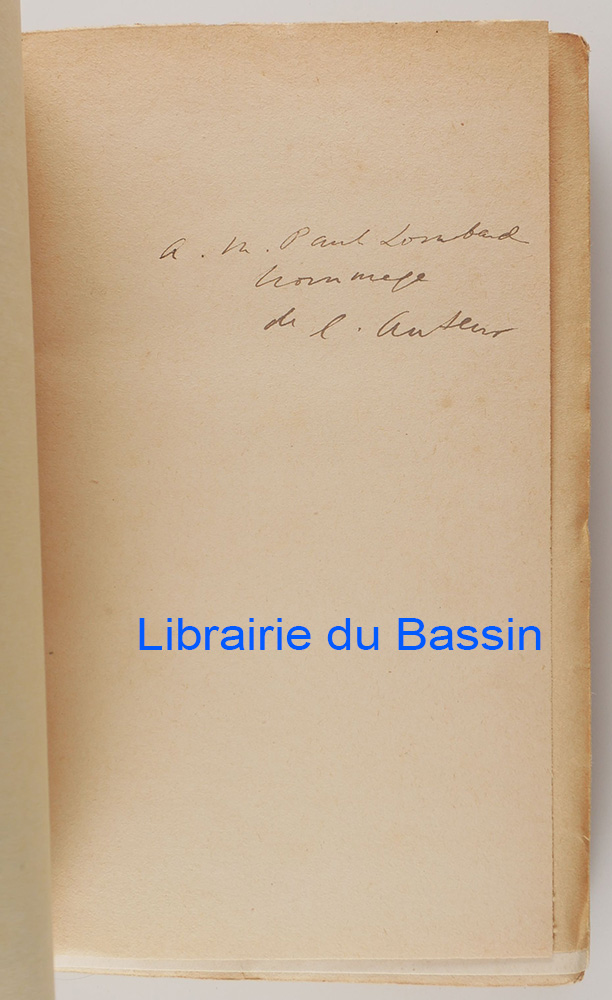 a. m. Paul Lombard
hommage
de l'auteur
Librairie du Bassin